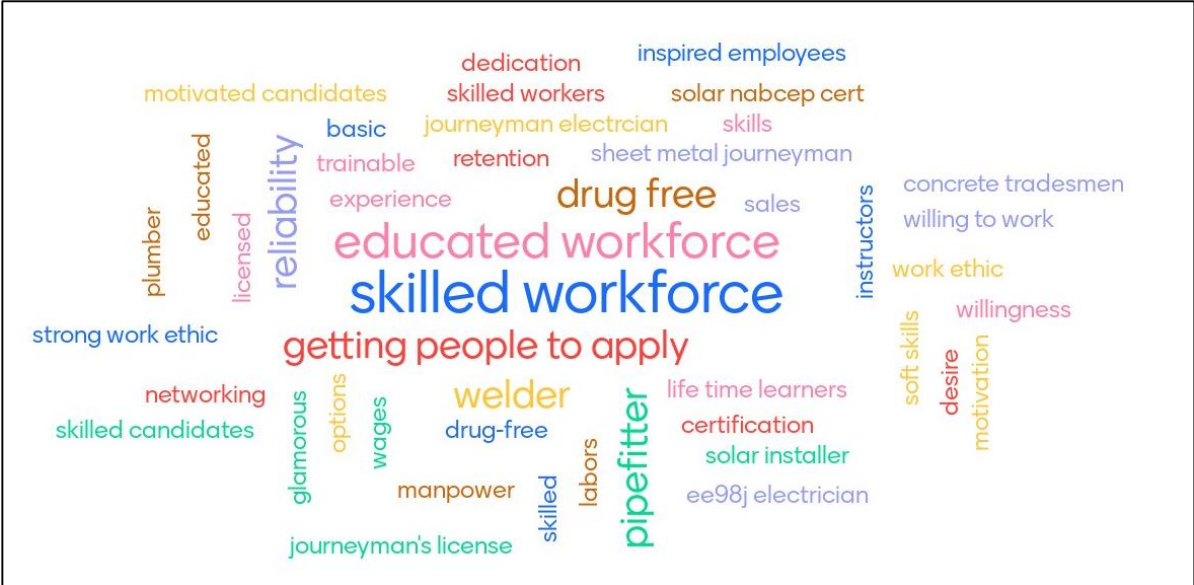 inspired employees
dedication
motivated candidates
skilled workers
solar nabcep cert
basic
journeyman electrcian
skills
educated
reliability
trainable
retention
sheet metal journeyman
plumber
licensed
experience
drug free
sales
instructors
concrete tradesmen
willing to work
educated workforce
work ethic
skilled workforce
willingness
strong work ethic
getting people to apply
soft skills
desire
motivation
networking
glamorous
options
wages
welder
pipefitter
life time learners
skilled candidates
drug-free
certification
labors
solar installer
manpower
skilled
ee98j electrician
journeyman's license